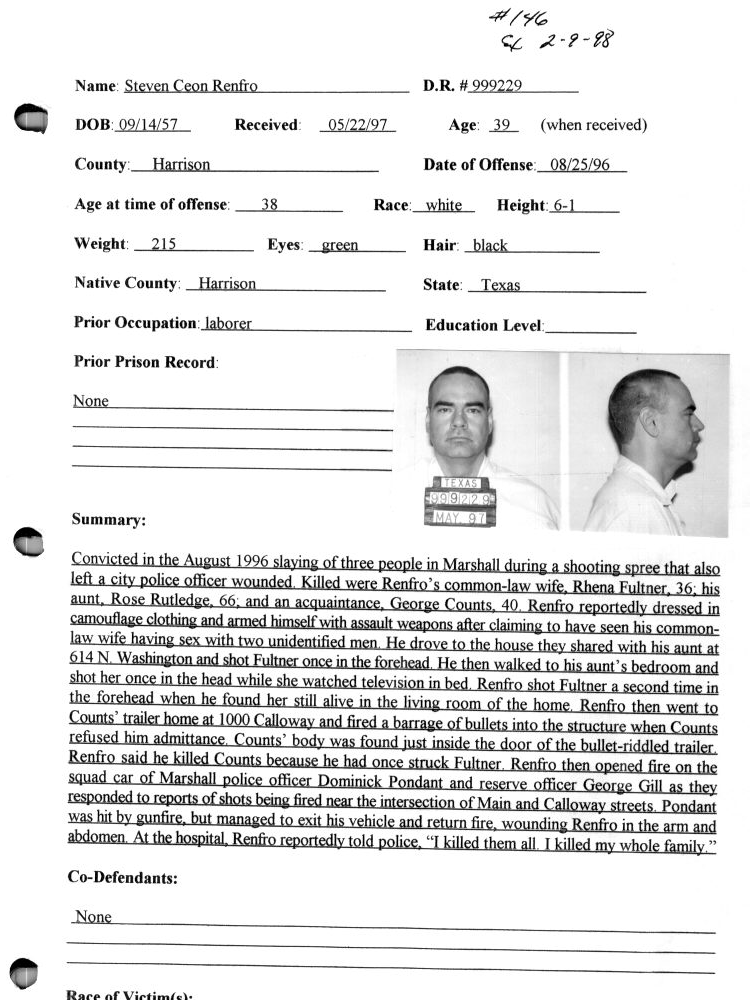 #146
Ex 2-9-98
Name: Steven Ceon Renfro D.R. # 999229
DOB: 09/14/57 Received: 05/22/97 Age: 39 (when received)
County: Harrison Date of Offense: 08/25/96
Age at time of offense: 38 Race: white Height: 6-1
Weight: 215 Eyes: green Hair: black
Native County: Harrison State: Texas
Prior Occupation: laborer Education Level:
Prior Prison Record:
None
TEXAS
999229
MAY 97
Summary:
Convicted in the August 1996 slaying of three people in Marshall during a shooting spree that also
left a city police officer wounded. Killed were Renfro's common-law wife, Rhena Fultner, 36; his
aunt, Rose Rutledge, 66; and an acquaintance, George Counts, 40. Renfro reportedly dressed in
camouflage clothing and armed himself with assault weapons after claiming to have seen his common-
law wife having sex with two unidentified men. He drove to the house they shared with his aunt at
614 N. Washington and shot Fultner once in the forehead. He then walked to his aunt's bedroom and
shot her once in the head while she watched television in bed. Renfro shot Fultner a second time in
the forehead when he found her still alive in the living room of the home. Renfro then went to
Counts' trailer home at 1000 Calloway and fired a barrage of bullets into the structure when Counts
refused him admittance. Counts' body was found just inside the door of the bullet-riddled trailer.
Renfro said he killed Counts because he had once struck Fultner. Renfro then opened fire on the
squad car of Marshall police officer Dominick Pondant and reserve officer George Gill as they
responded to reports of shots being fired near the intersection of Main and Calloway streets. Pondant
was hit by gunfire, but managed to exit his vehicle and return fire, wounding Renfro in the arm and
abdomen. At the hospital, Renfro reportedly told police, "I killed them all. I killed my whole family."
Co-Defendants:
None
Race of Victim(s):